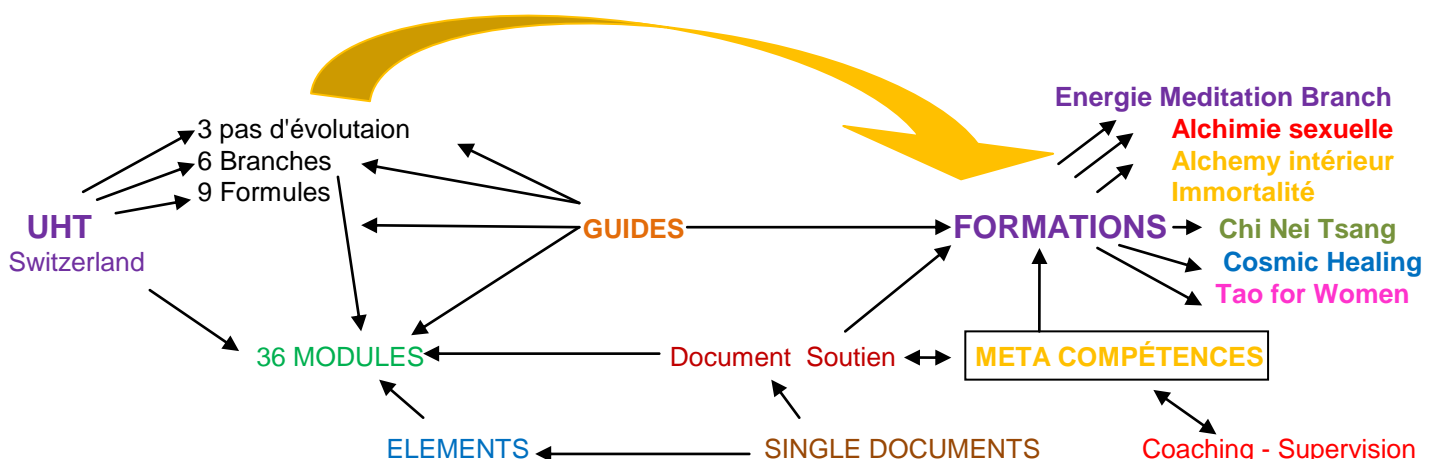 Energie Meditation Branch
3 pas d'évolutaion
Alchimie sexuelle
6 Branches
Alchemy intérieur
9 Formules
Immortalité
UHT
GUIDES
FORMATIONS
Chi Nei Tsang
Switzerland
Cosmic Healing
Tao for Women
36 MODULES
Document Soutien
META COMPÉTENCES
ELEMENTS
SINGLE DOCUMENTS
Coaching - Supervision